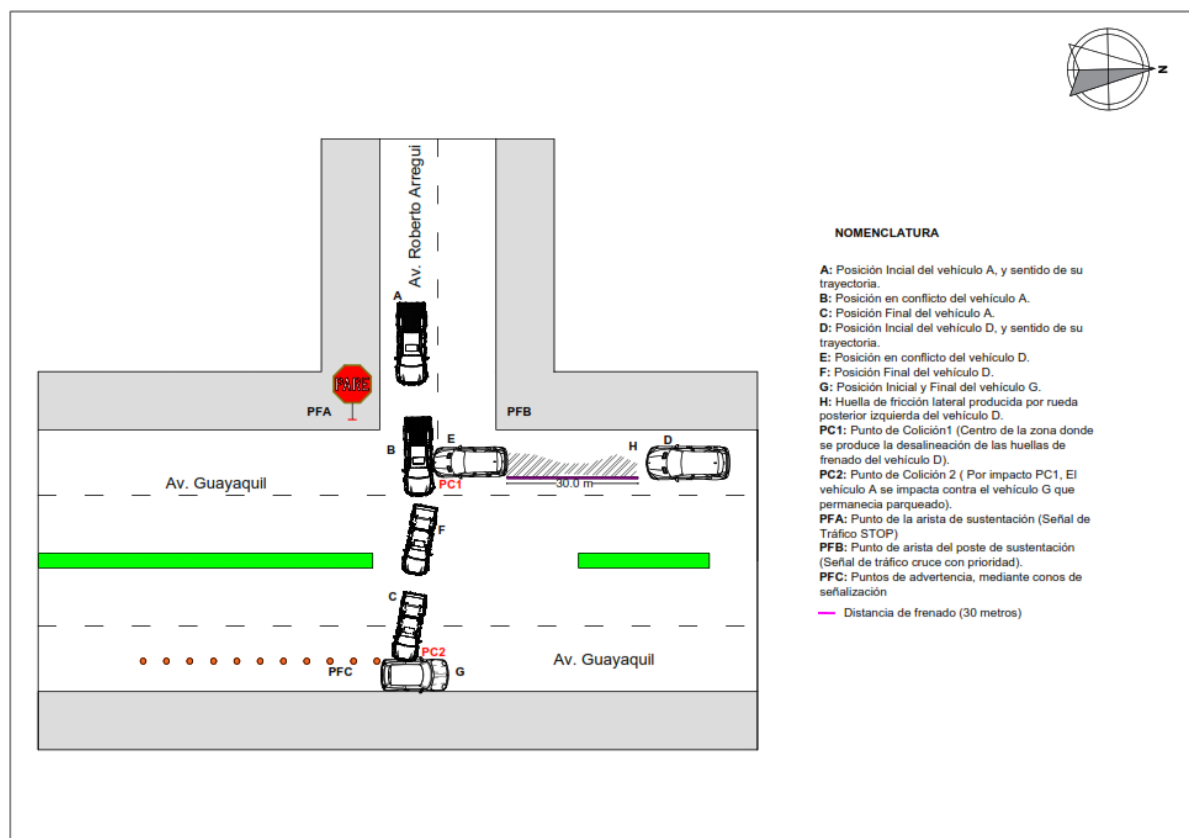 N
Av. Roberto Arregui
A
PARE
PFA
PFB
B
E
H
D
PC1
30.0 m
Av. Guayaquil
F
C
PC2
PFC
G
Av. Guayaquil
NOMENCLATURA
A: Posición Incial del vehículo A, y sentido de su
trayectoria.
B: Posición en conflicto del vehículo A.
C: Posición Final del vehículo A.
D: Posición Incial del vehículo D, y sentido de su
trayectoria.
E: Posición en conflicto del vehículo D.
F: Posición Final del vehículo D.
G: Posición Inicial y Final del vehículo G.
H: Huella de fricción lateral producida por rueda
posterior izquierda del vehículo D.
PC1: Punto de Colición1 (Centro de la zona donde
se produce la desalineación de las huellas de
frenado del vehículo D).
PC2: Punto de Colición 2 ( Por impacto PC1, El
vehículo A se impacta contra el vehículo G que
permanecia parqueado).
PFA: Punto de la arista de sustentación (Señal de
Tráfico STOP)
PFB: Punto de arista del poste de sustentación
(Señal de tráfico cruce con prioridad).
PFC: Puntos de advertencia, mediante conos de
señalización
Distancia de frenado (30 metros)